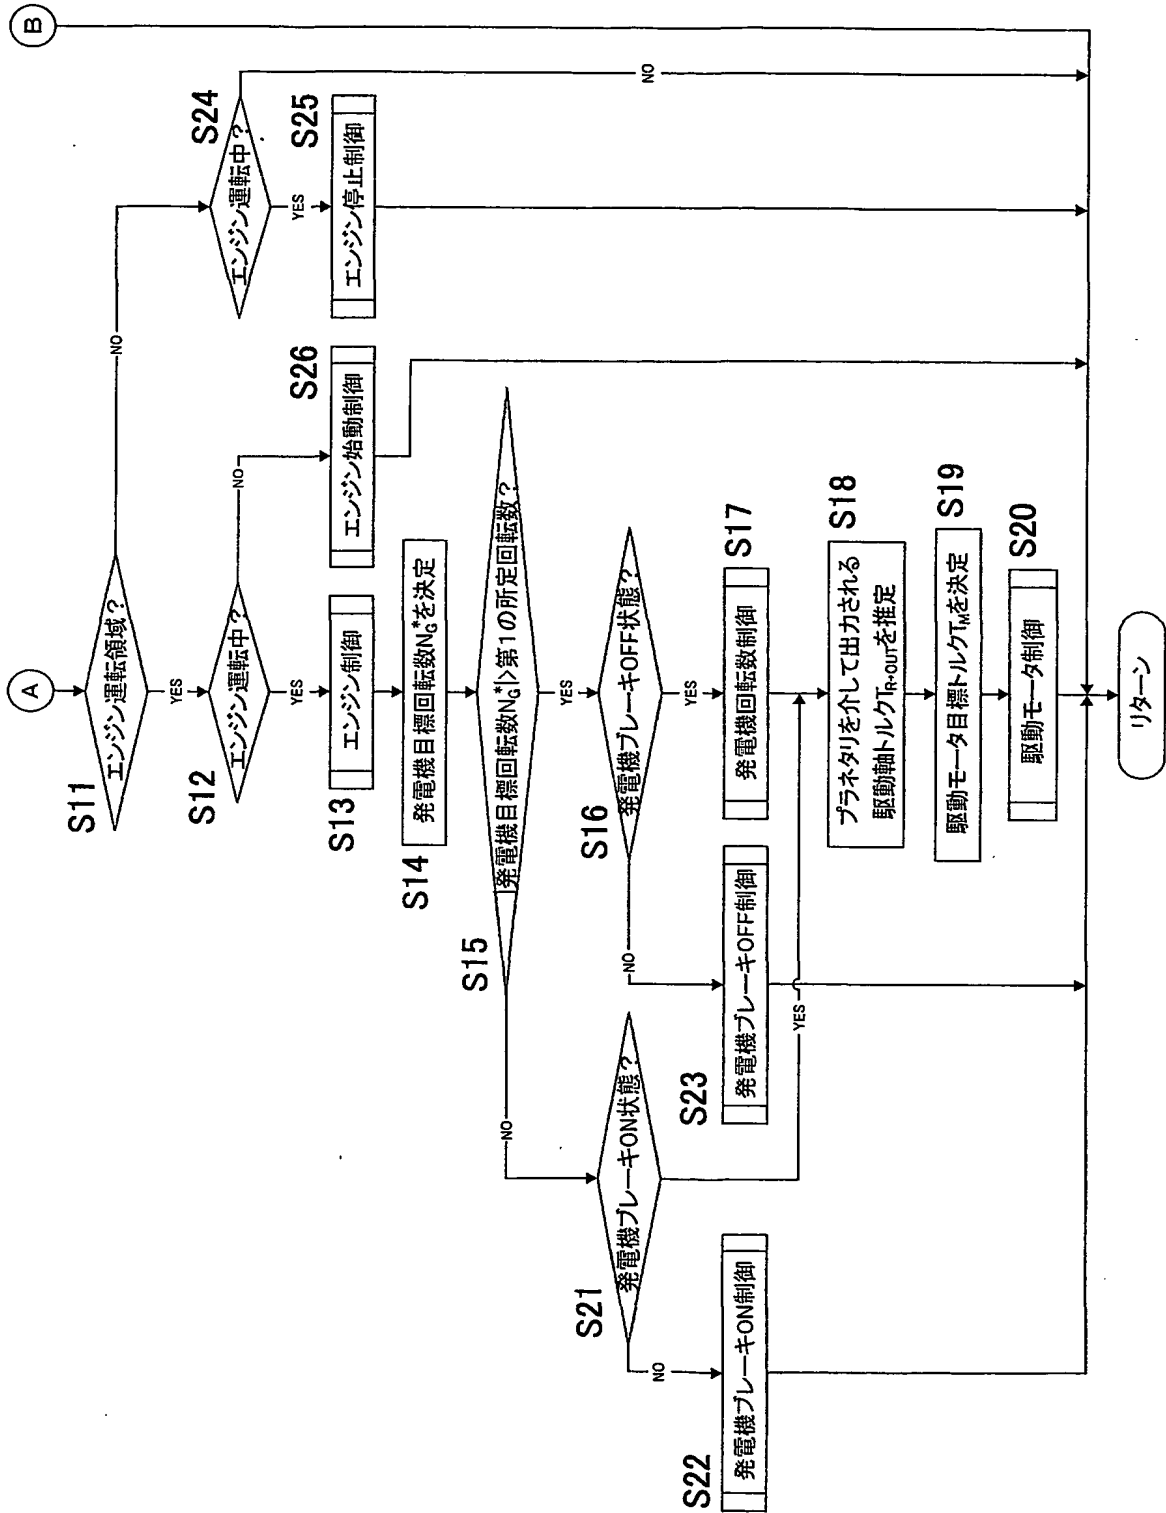 A
B
S11
エンジン運転領域?
NO
YES
S12
エンジン運転中?
NO
YES
S24
エンジン運転中?
NO
YES
S13
エンジン制御
S26
エンジン始動制御
S25
エンジン停止制御
S14
発電機目標回転数NG*を決定
S15
|発電機目標回転数NG*|>第1の所定回転数?
NO
YES
S21
発電機ブレーキON状態?
NO
YES
S16
発電機ブレーキOFF状態?
NO
YES
S22
発電機ブレーキON制御
S23
発電機ブレーキOFF制御
S17
発電機回転数制御
S18
プラネタリを介して出力される
駆動軸トルクTR・OUTを推定
S19
駆動モータ目標トルクTMを決定
S20
駆動モータ制御
リターン